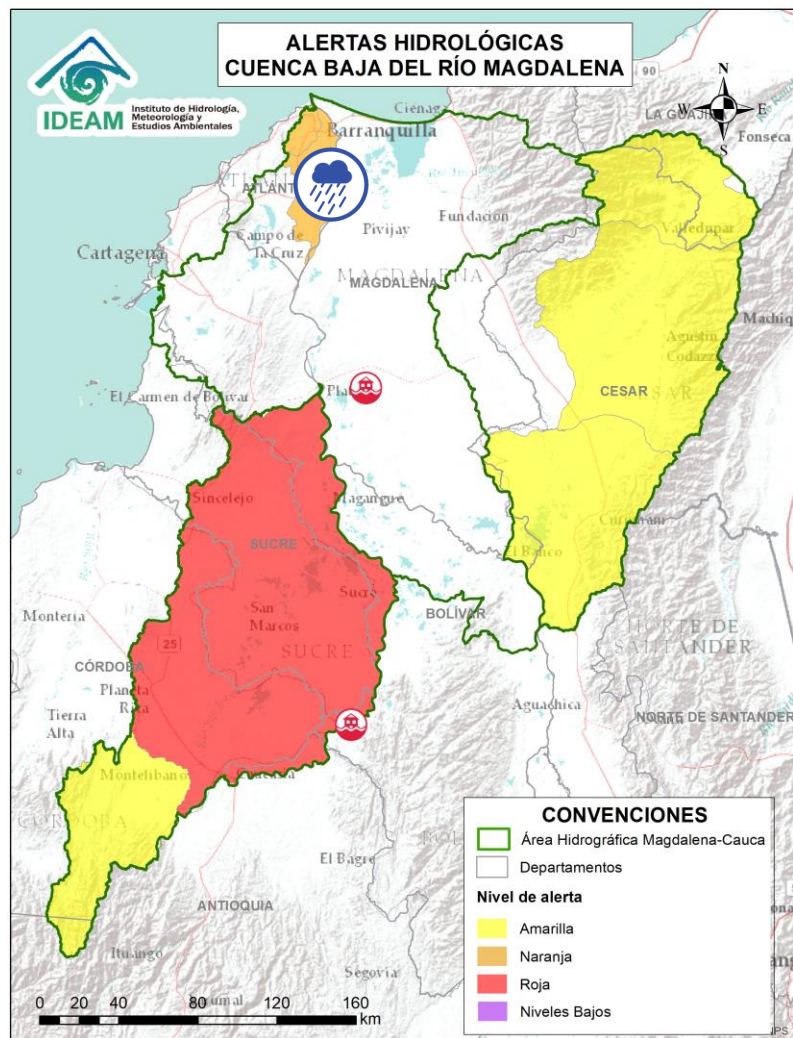 ALERTAS HIDROLÓGICAS
CUENCA BAJA DEL RÍO MAGDALENA
IDEAM
Instituto de Hidrología,
Meteorología y
Estudios Ambientales
90
N
W E
S
Ciénaga
LA GUAJIRA
Fonseca
Barranquilla
Valledupar
Pivijay
Fundación
Campo de
la Cruz
Cartagena
MAGDALENA
MAGDALENA
Agustín
Codazzi
CESAR
El Carmen de Bolívar
Sincelejo
Magangue
SUCRE
El Banco
Sucre
BOLÍVAR
San
Marcos
Montería
25
SUCRE
NORTE DE
SANTANDER
CÓRDOBA
Planeta
Rica
Aguachica
NORTE DE SANTANDER
Tierra
Alta
Montelíbano
CÓRDOBA
El Bagre
ANTIOQUIA
Ituango
Segovia
0 10 20 40 80 120 160
km
CONVENCIONES
Área Hidrográfica Magdalena-Cauca
Departamentos
Nivel de alerta
Amarilla
Naranja
Roja
Niveles Bajos